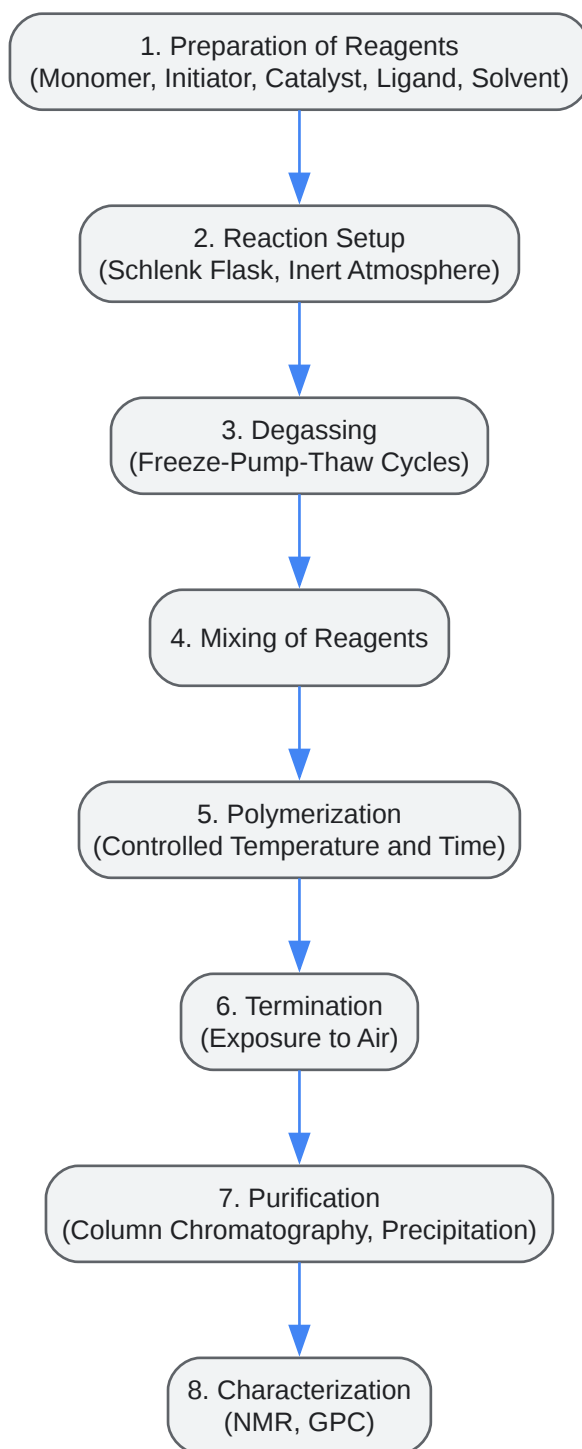 1. Preparation of Reagents
(Monomer, Initiator, Catalyst, Ligand, Solvent)
2. Reaction Setup
(Schlenk Flask, Inert Atmosphere)
3. Degassing
(Freeze-Pump-Thaw Cycles)
4. Mixing of Reagents
5. Polymerization
(Controlled Temperature and Time)
6. Termination
(Exposure to Air)
7. Purification
(Column Chromatography, Precipitation)
8. Characterization
(NMR, GPC)